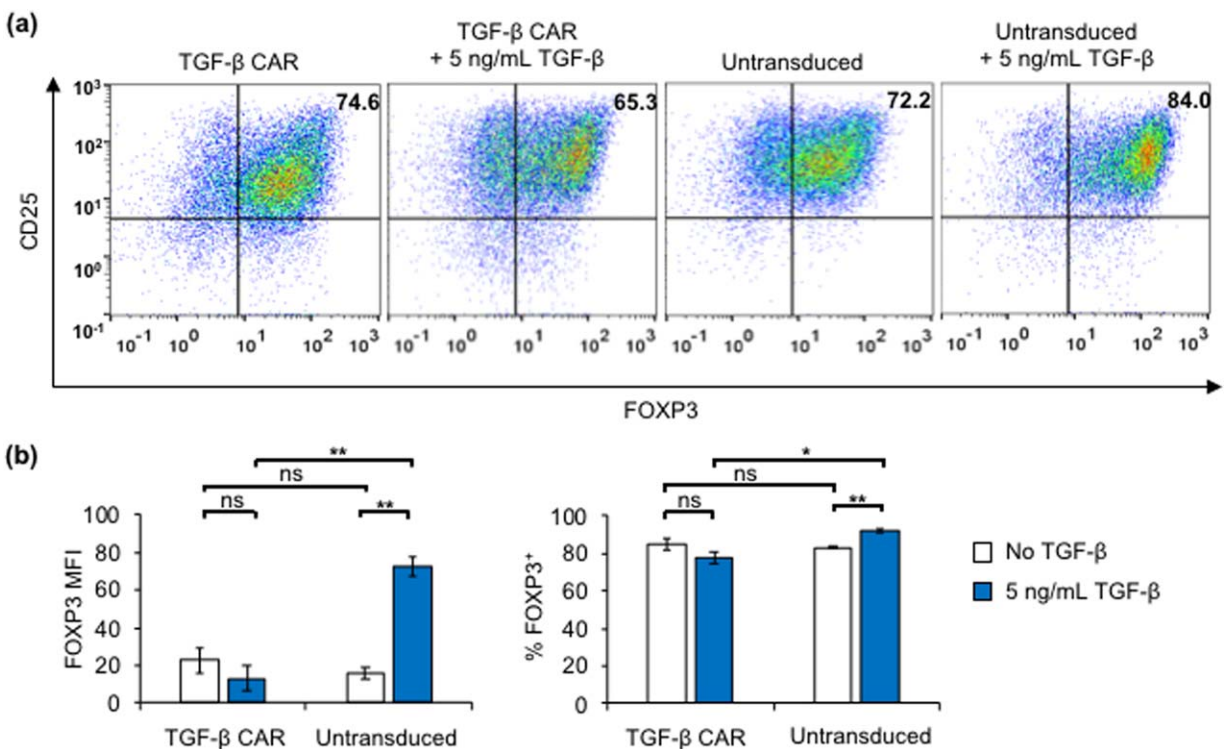 (a)
TGF-β CAR
TGF-β CAR
+ 5 ng/mL TGF-β
Untransduced
Untransduced
+ 5 ng/mL TGF-β
74.6
65.3
72.2
84.0
CD25
10³
10²
10¹
10⁰
10⁻¹
10⁻¹ 10⁰ 10¹ 10² 10³
10⁻¹ 10⁰ 10¹ 10² 10³
10⁻¹ 10⁰ 10¹ 10² 10³
10⁻¹ 10⁰ 10¹ 10² 10³
FOXP3
(b)
**
ns
ns
**
FOXP3 MFI
100
80
60
40
20
0
TGF-β CAR
Untransduced
*
ns
ns
**
% FOXP3⁺
100
80
60
40
20
0
TGF-β CAR
Untransduced
No TGF-β
5 ng/mL TGF-β